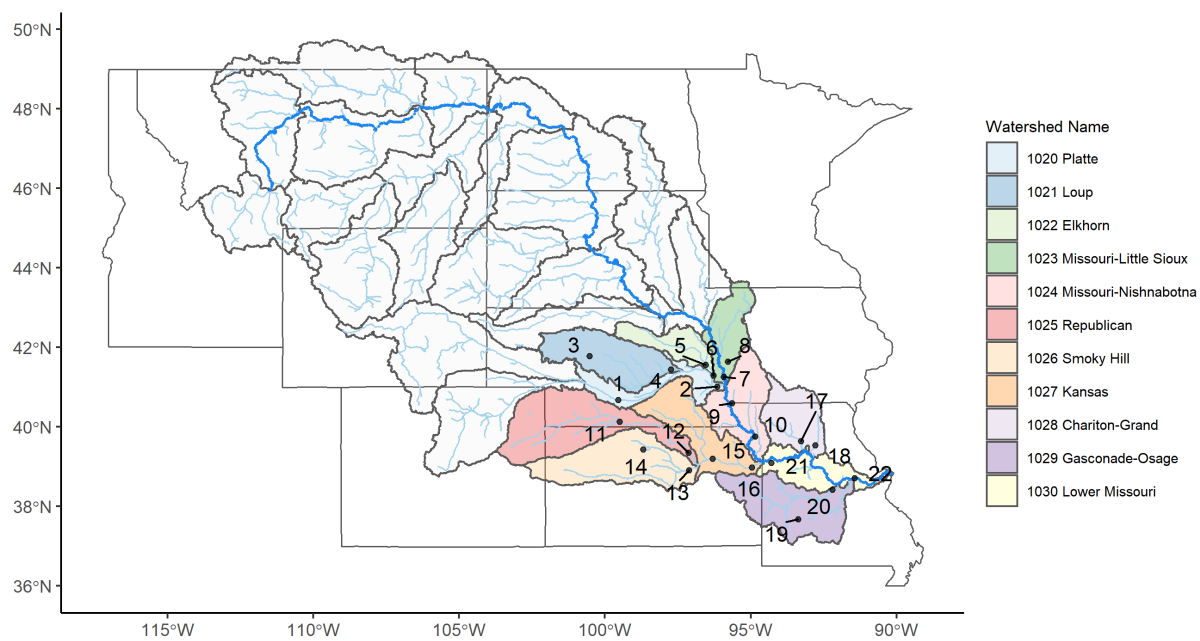 50°N
48°N
46°N
44°N
42°N
40°N
38°N
36°N
115°W
110°W
105°W
100°W
95°W
90°W
1
2
3
4
5
6
7
8
9
10
11
12
13
14
15
16
17
18
19
20
21
22
Watershed Name
1020 Platte
1021 Loup
1022 Elkhorn
1023 Missouri-Little Sioux
1024 Missouri-Nishnabotna
1025 Republican
1026 Smoky Hill
1027 Kansas
1028 Chariton-Grand
1029 Gasconade-Osage
1030 Lower Missouri